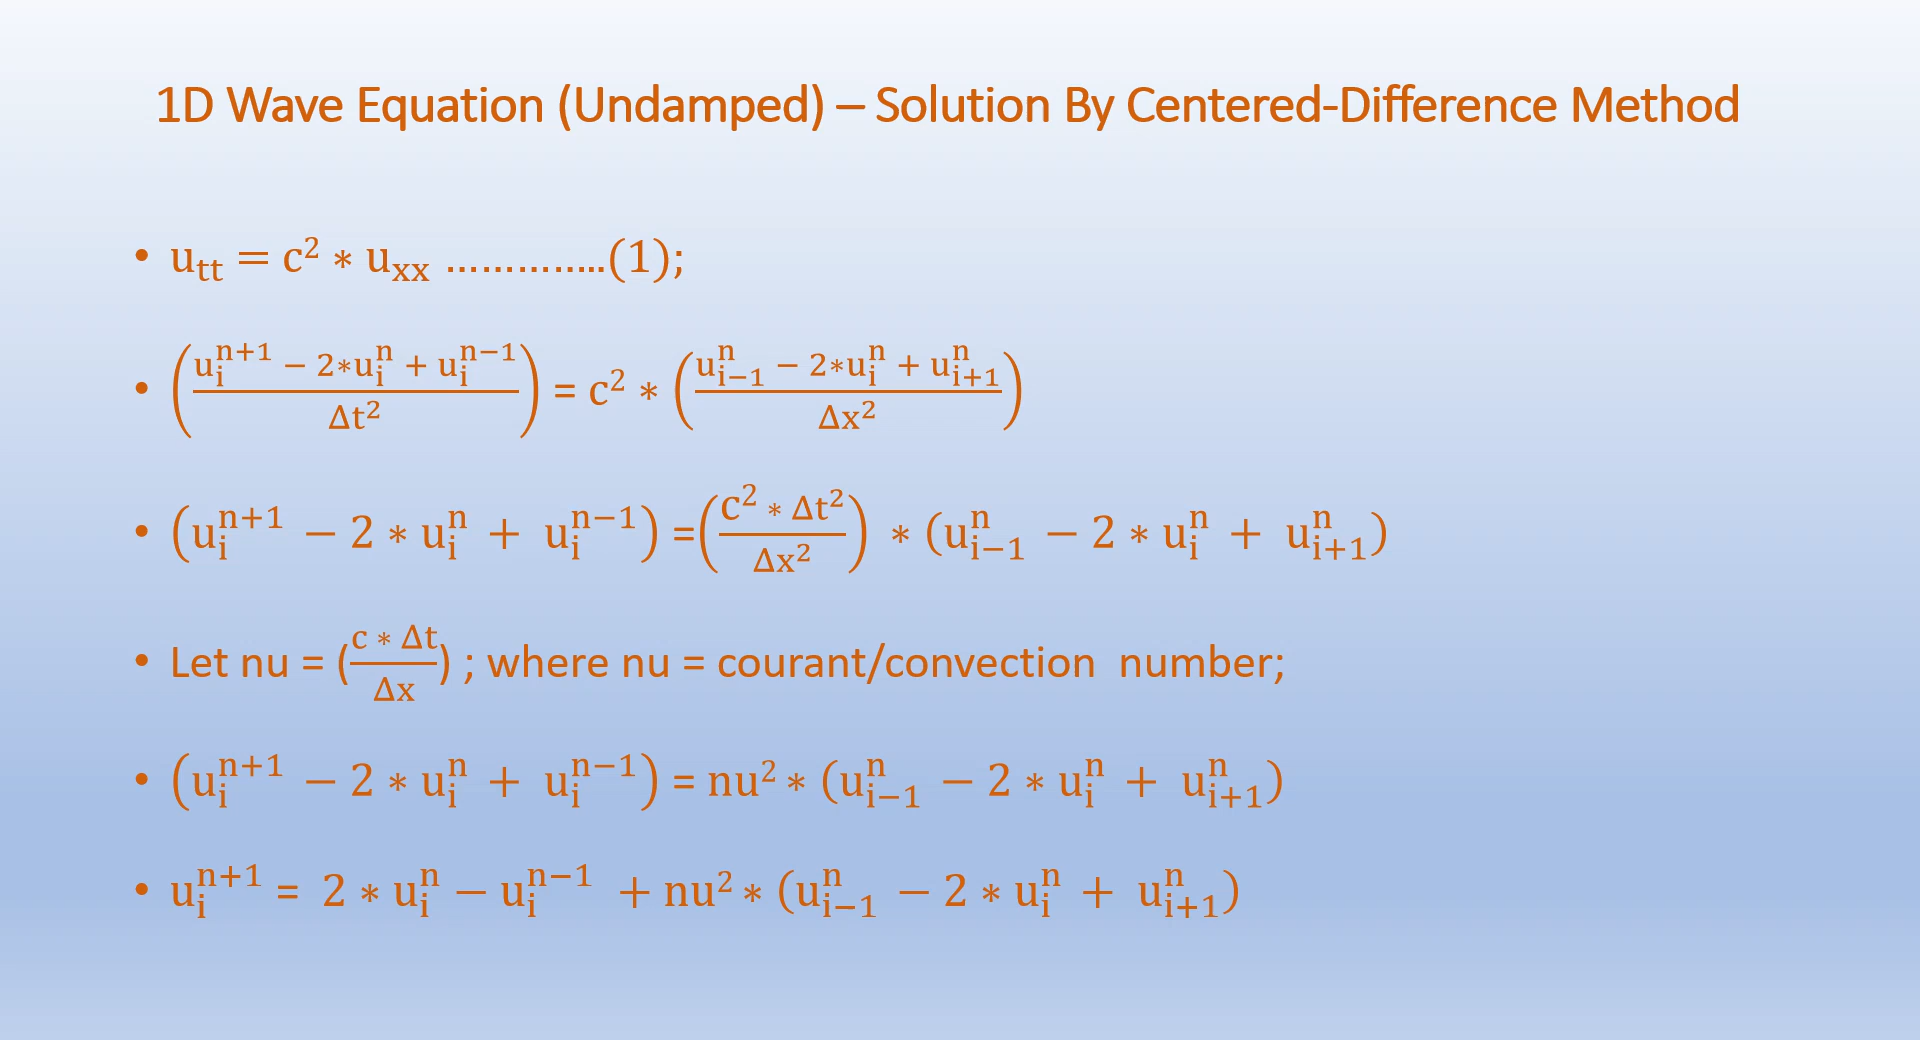 1D Wave Equation (Undamped) – Solution By Centered-Difference Method
• u_tt = c² ∗ u_xx …………..(1);
• ((u_i^{n+1} − 2∗u_i^n + u_i^{n−1})/Δt²) = c² ∗ ((u_{i−1}^n − 2∗u_i^n + u_{i+1}^n)/Δx²)
• (u_i^{n+1} − 2 ∗ u_i^n + u_i^{n−1}) = ((c² ∗ Δt²)/Δx²) ∗ (u_{i−1}^n − 2 ∗ u_i^n + u_{i+1}^n)
• Let nu = ((c ∗ Δt)/Δx) ; where nu = courant/convection number;
• (u_i^{n+1} − 2 ∗ u_i^n + u_i^{n−1}) = nu² ∗ (u_{i−1}^n − 2 ∗ u_i^n + u_{i+1}^n)
• u_i^{n+1} = 2 ∗ u_i^n − u_i^{n−1} + nu² ∗ (u_{i−1}^n − 2 ∗ u_i^n + u_{i+1}^n)